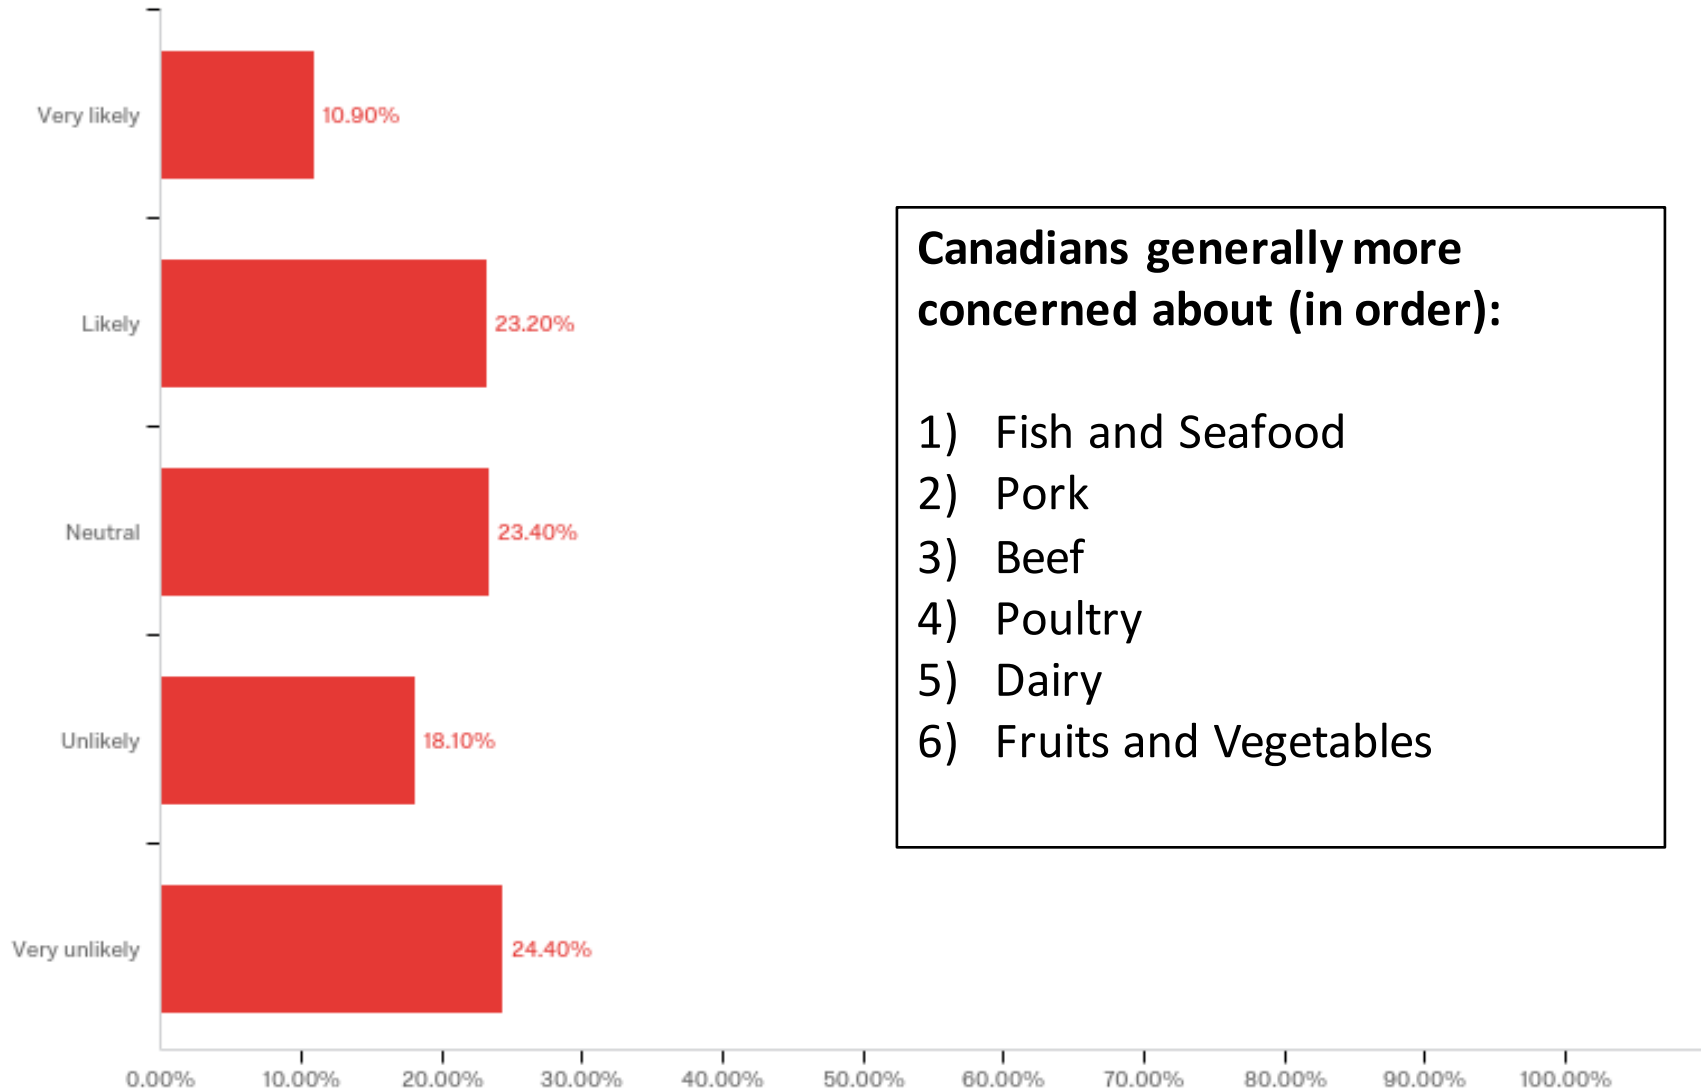 Very likely
10.90%
Likely
23.20%
Neutral
23.40%
Unlikely
18.10%
Very unlikely
24.40%
0.00% 10.00% 20.00% 30.00% 40.00% 50.00% 60.00% 70.00% 80.00% 90.00% 100.00%
Canadians generally more
concerned about (in order):
1) Fish and Seafood
2) Pork
3) Beef
4) Poultry
5) Dairy
6) Fruits and Vegetables